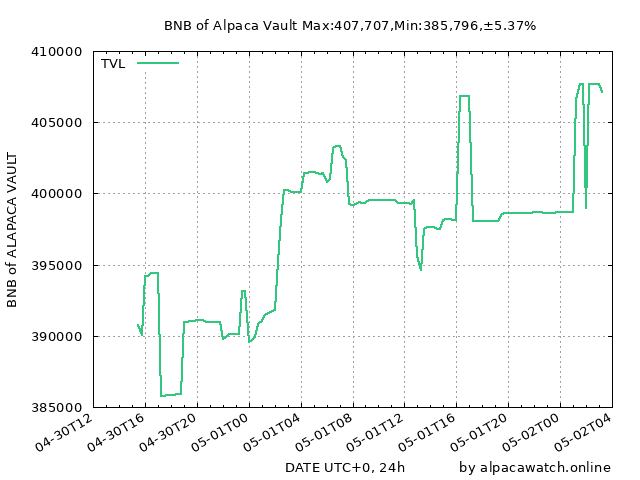 BNB of Alpaca Vault Max:407,707,Min:385,796,±5.37%
410000
TVL
405000
400000
395000
390000
385000
BNB of ALAPACA VAULT
04-30T12
04-30T16
04-30T20
05-01T00
05-01T04
05-01T08
05-01T12
05-01T16
05-01T20
05-02T00
05-02T04
DATE UTC+0, 24h
by alpacawatch.online